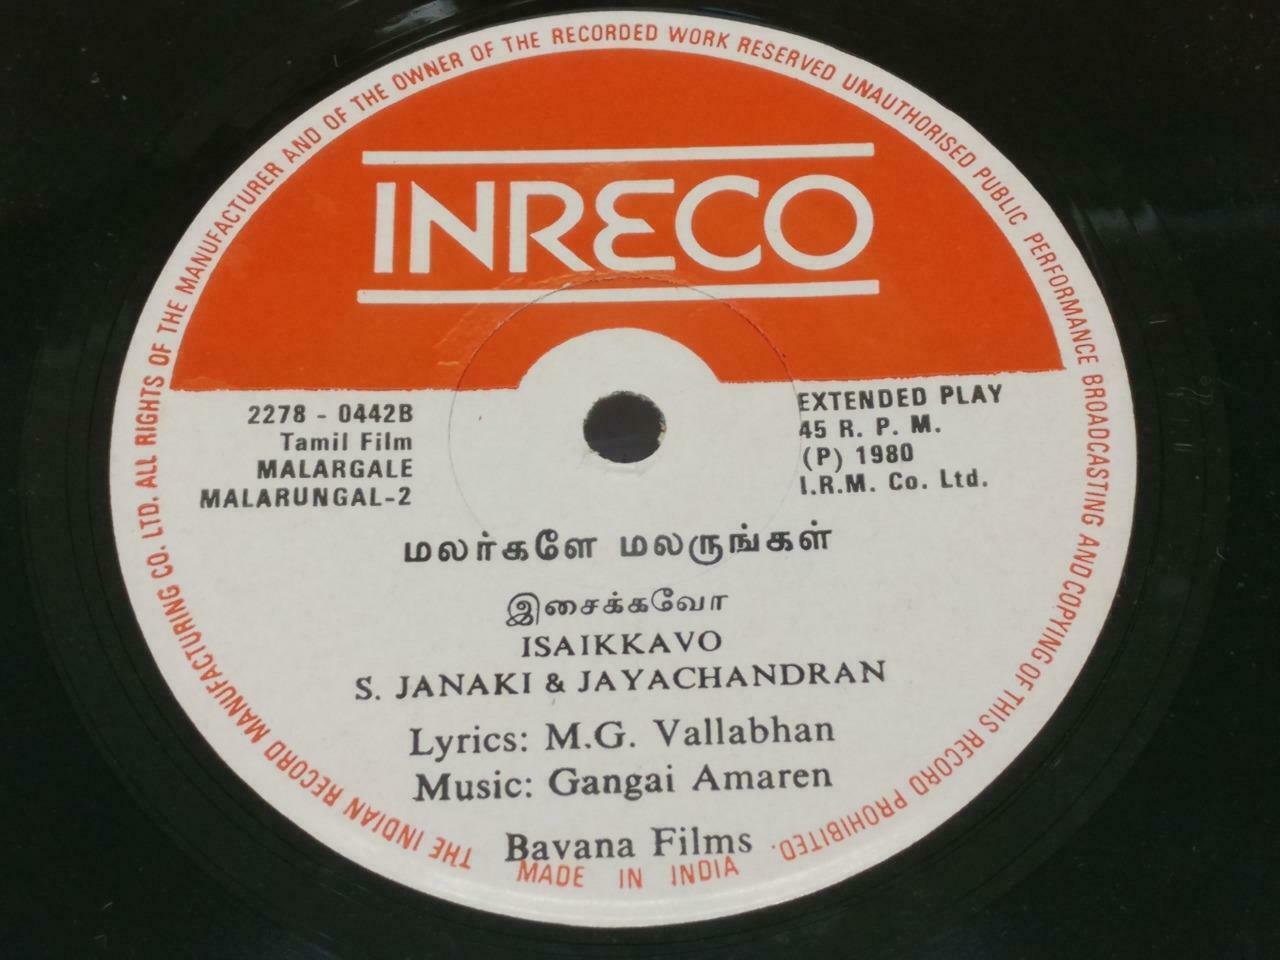 THE INDIAN RECORD MANUFACTURING CO. LTD. ALL RIGHTS OF THE MANUFACTURER AND OF THE OWNER OF THE RECORDED WORK RESERVED UNAUTHORISED PUBLIC PERFORMANCE BROADCASTING AND COPYING OF THIS RECORD PROHIBITED.
INRECO
2278 - 0442B
Tamil Film
MALARGALE
MALARUNGAL-2
EXTENDED PLAY
45 R. P. M.
(P) 1980
I.R.M. Co. Ltd.
மலர்களே மலருங்கள்
இசைக்கவோ
ISAIKKAVO
S. JANAKI & JAYACHANDRAN
Lyrics: M.G. Vallabhan
Music: Gangai Amaren
Bavana Films
MADE IN INDIA